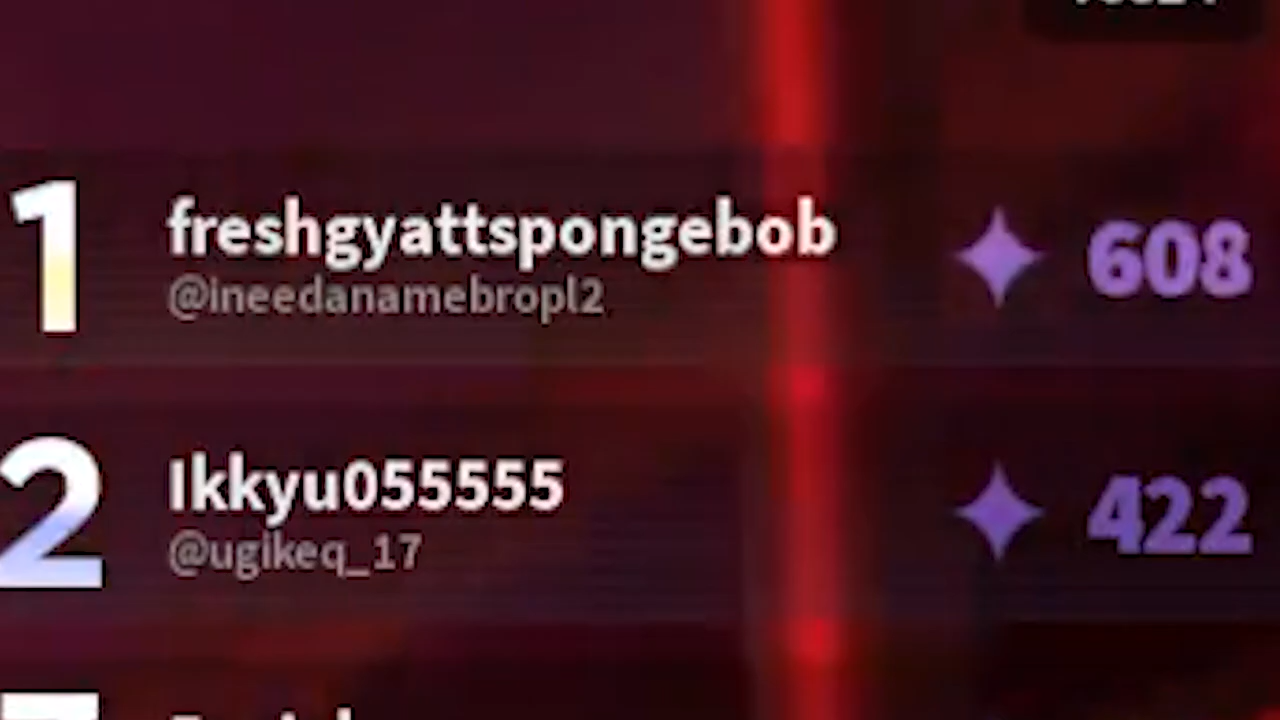 1 freshgyattspongebob 608
@ineedanamebropl2
2 Ikkyu055555 422
@ugikeq_17